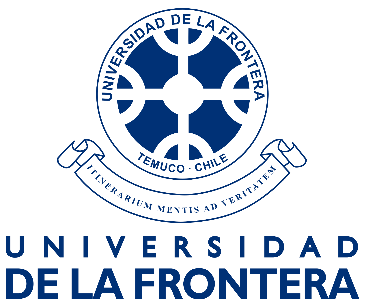 UNIVERSIDAD DE LA FRONTERA
TEMUCO - CHILE
ITINERARIUM MENTIS AD VERITATEM
UNIVERSIDAD
DE LA FRONTERA